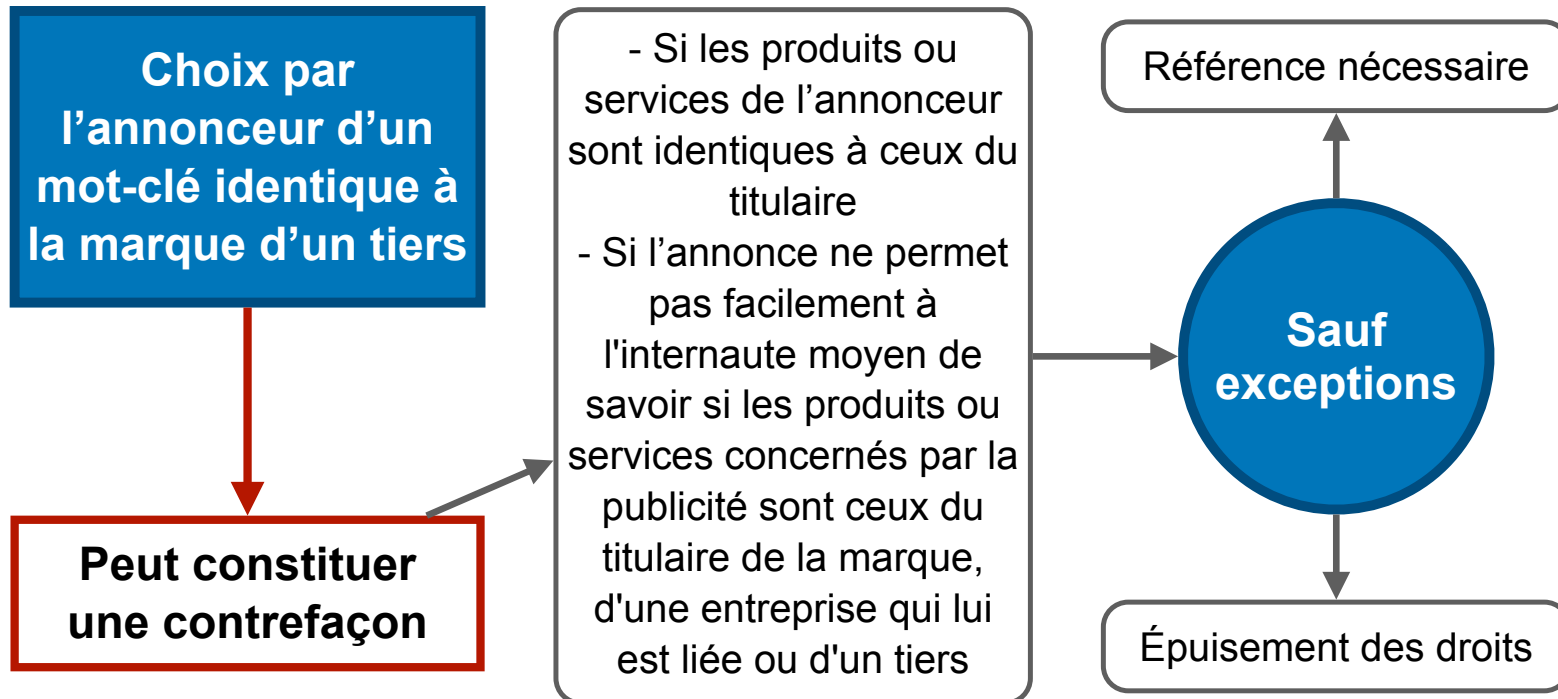 Choix par
l’annonceur d’un
mot-clé identique à
la marque d’un tiers
Peut constituer
une contrefaçon
- Si les produits ou
services de l’annonceur
sont identiques à ceux du
titulaire
- Si l’annonce ne permet
pas facilement à
l'internaute moyen de
savoir si les produits ou
services concernés par la
publicité sont ceux du
titulaire de la marque,
d'une entreprise qui lui
est liée ou d'un tiers
Sauf
exceptions
Référence nécessaire
Épuisement des droits